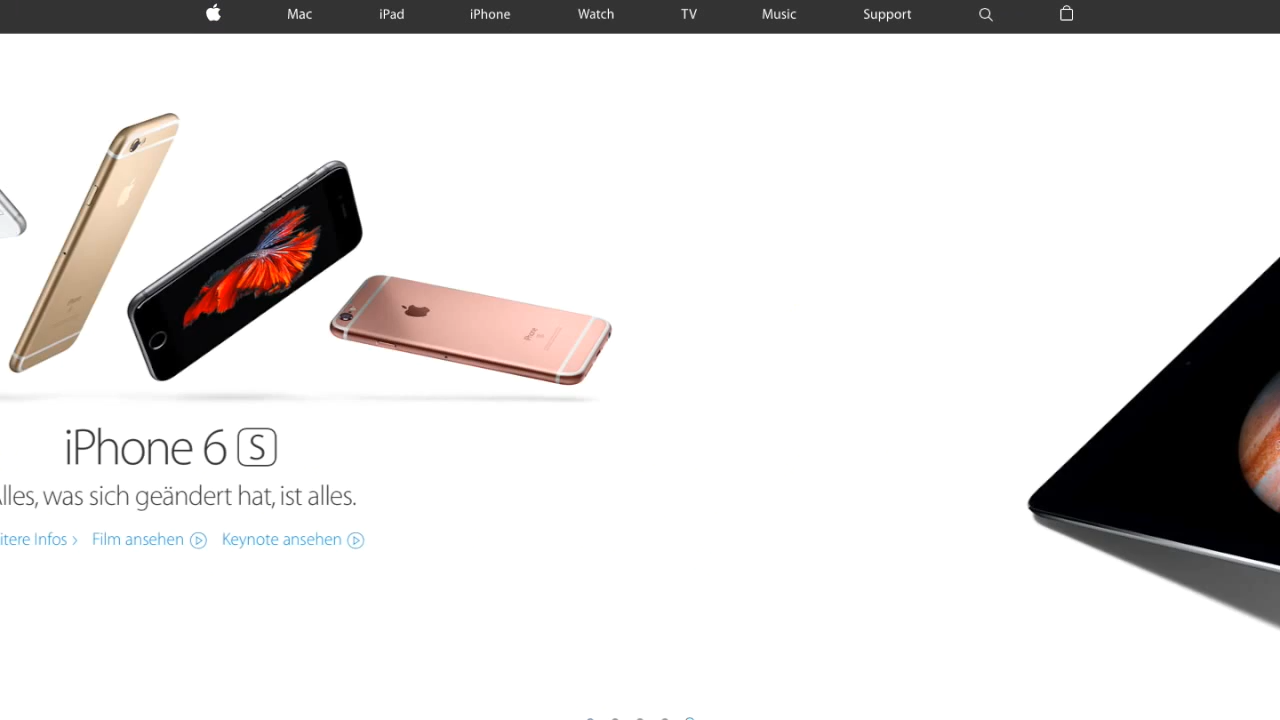 Mac iPad iPhone Watch TV Music Support
iPhone
iPhone 6 S
lles, was sich geändert hat, ist alles.
itere Infos Film ansehen Keynote ansehen